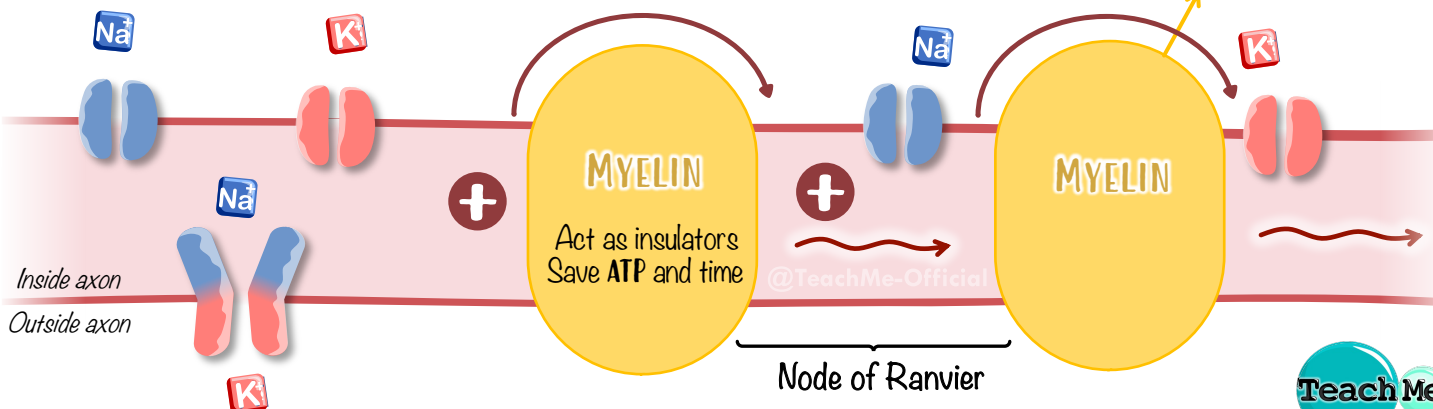 Na+
K+
Na+
K+
MYELIN
MYELIN
Na+
+
+
Act as insulators
Save ATP and time
Inside axon
@TeachMe-Official
Outside axon
Node of Ranvier
K+
TeachMe